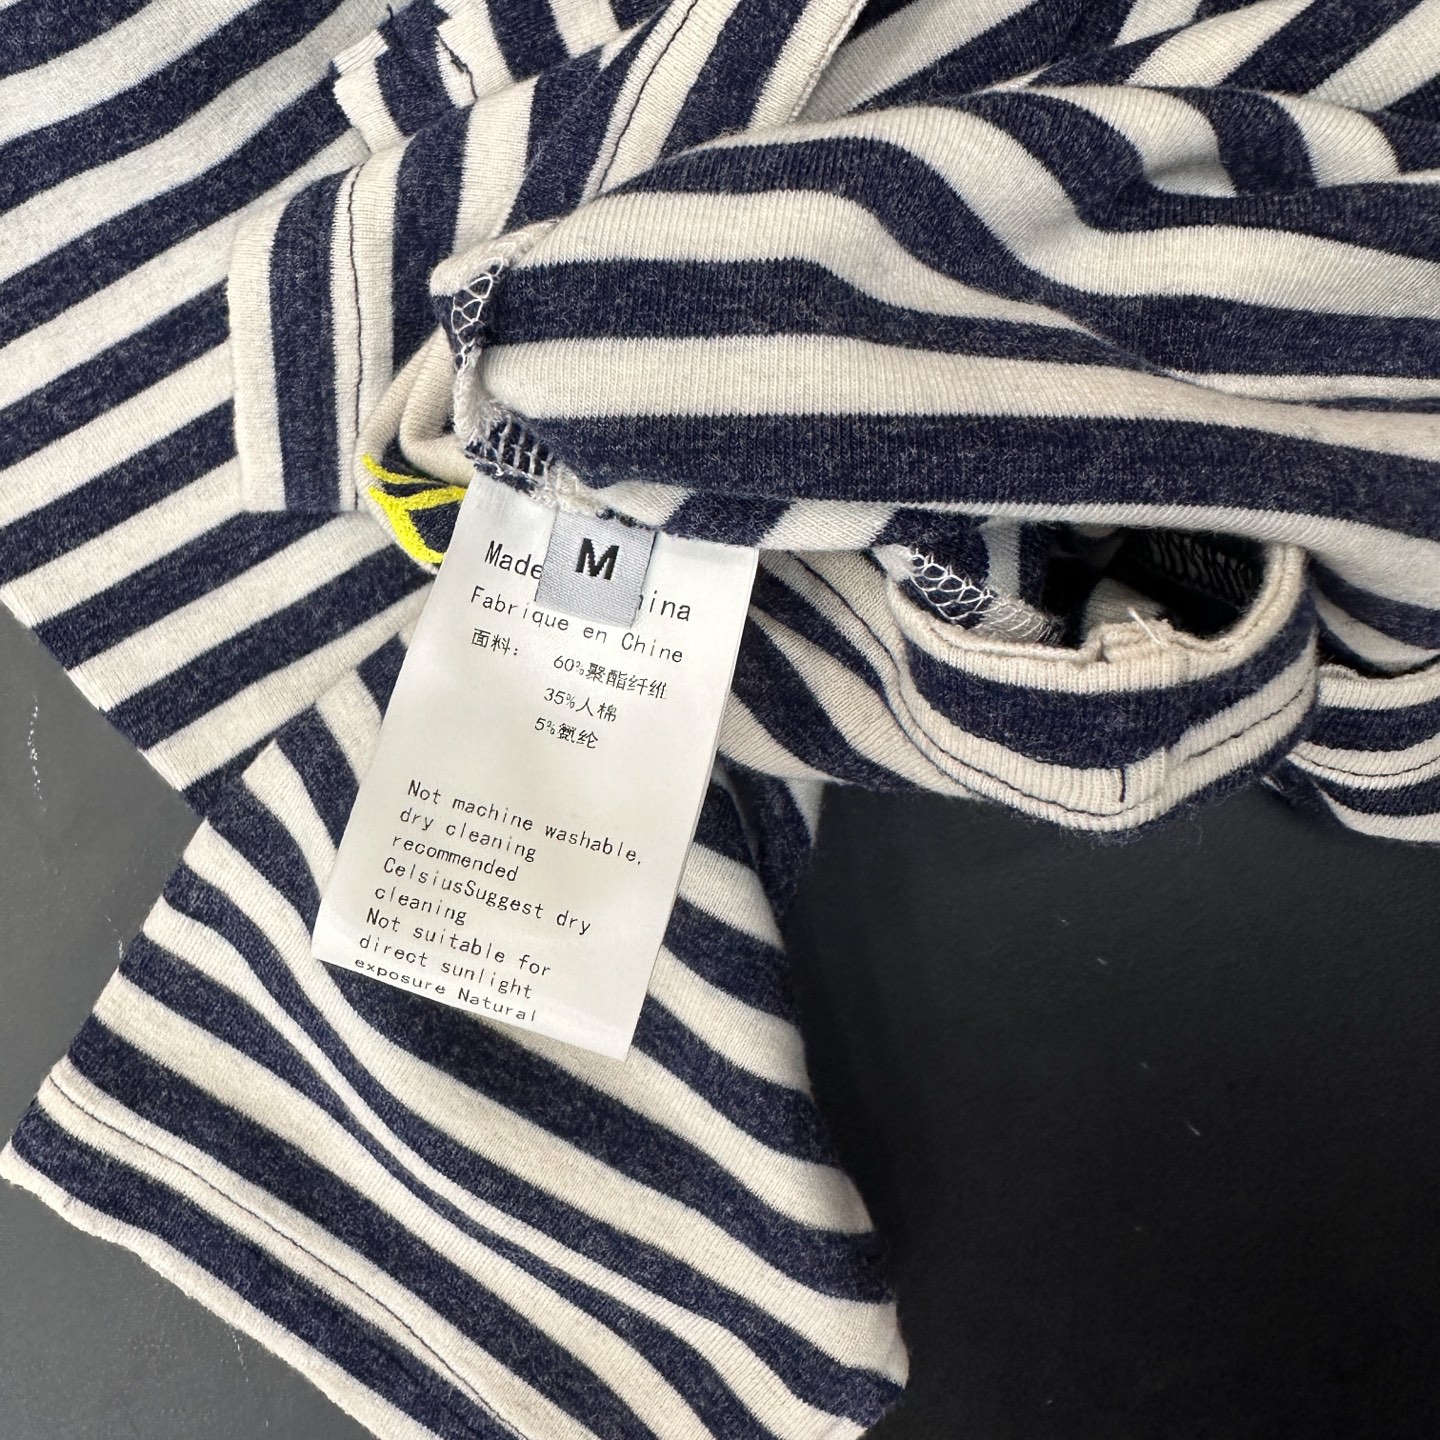 M
Made ina
Fabrique en Chine
面料: 60%聚酯纤维
35%人棉
5%氨纶
Not machine washable,
dry cleaning
recommended
CelsiusSuggest dry
cleaning
Not suitable for
direct sunlight
exposure Natural